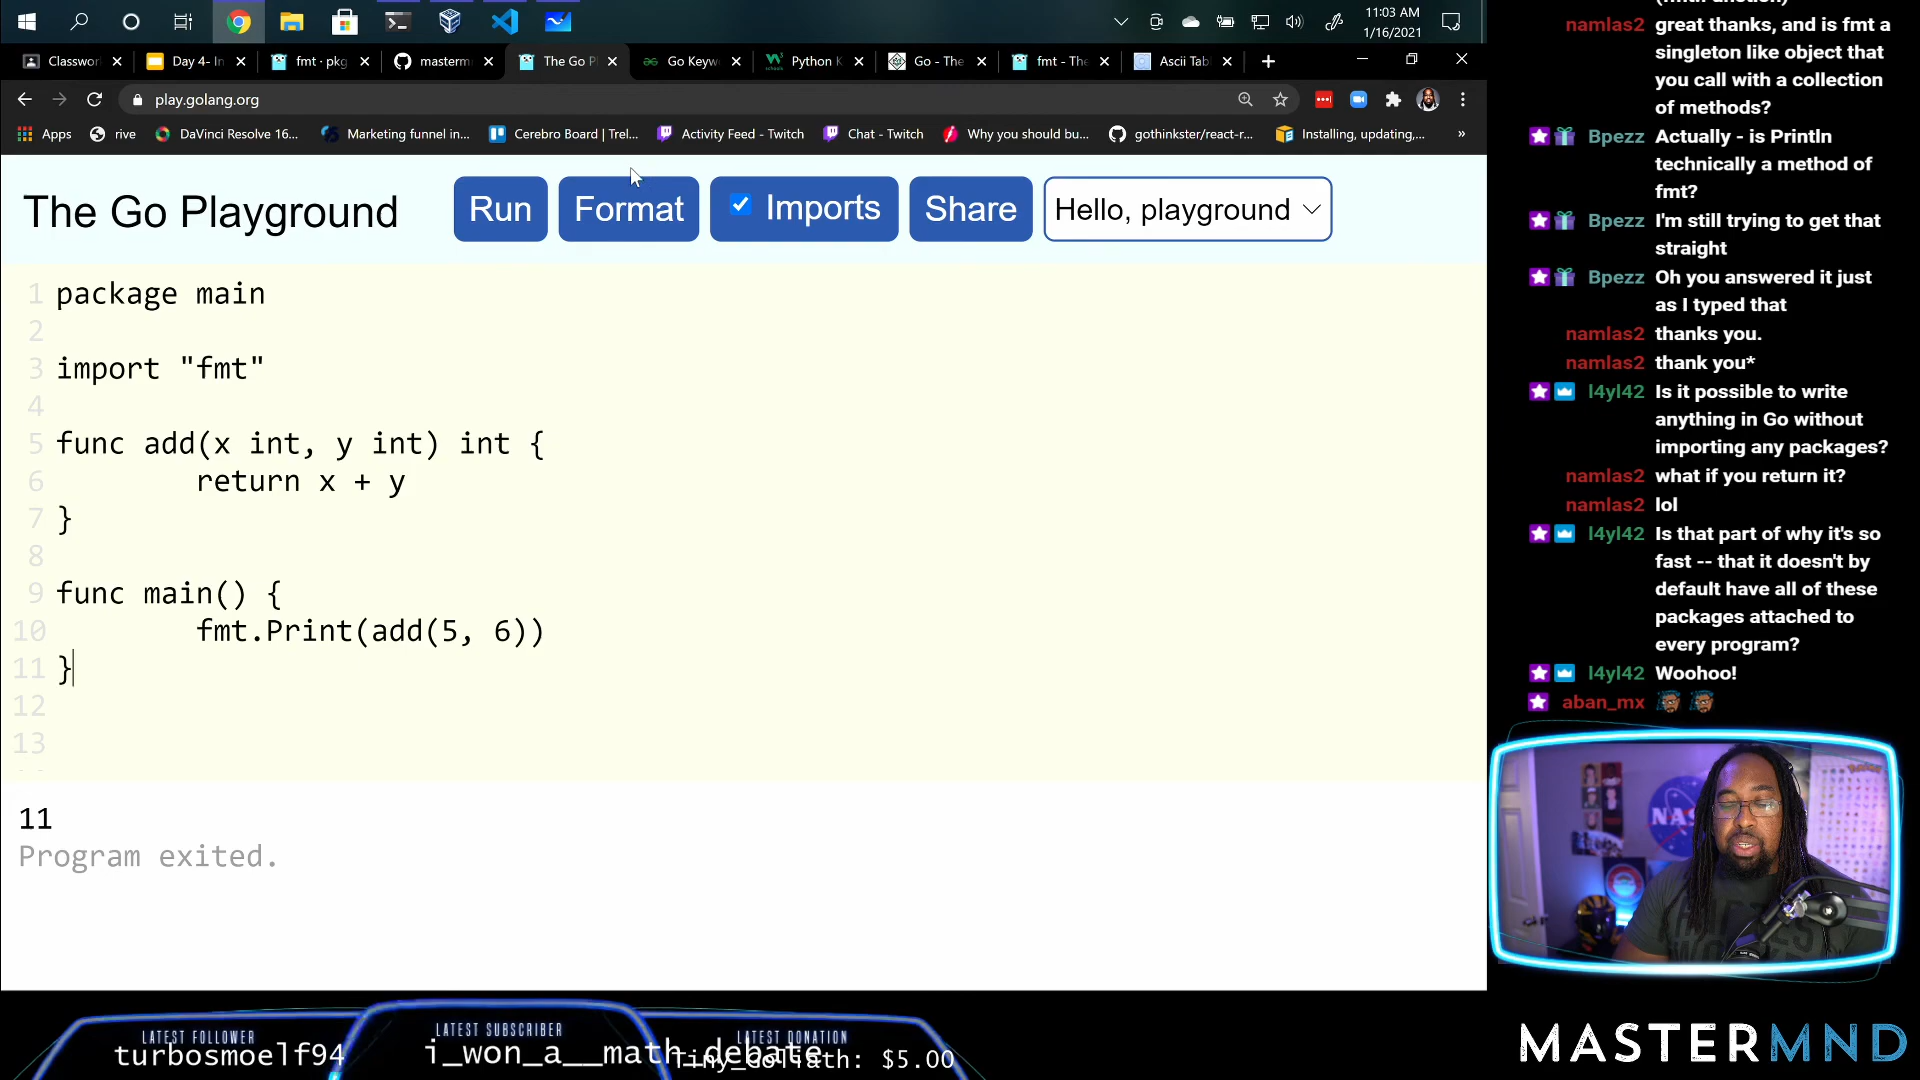 11:03 AM
1/16/2021
Classwor
Day 4- In
fmt · pkg
masterm
The Go P
Go Keyw
Python K
Go - The
fmt - The
Ascii Tab
play.golang.org
Apps
rive
DaVinci Resolve 16...
Marketing funnel in...
Cerebro Board | Trel...
Activity Feed - Twitch
Chat - Twitch
Why you should bu...
gothinkster/react-r...
Installing, updating,...
»
The Go Playground
Run
Format
Imports
Share
Hello, playground
1 package main
2
3 import "fmt"
4
5 func add(x int, y int) int {
6 return x + y
7 }
8
9 func main() {
10 fmt.Print(add(5, 6))
11 }
12
13
11
Program exited.
namlas2 great thanks, and is fmt a
singleton like object that
you call with a collection
of methods?
Bpezz Actually - is Println
technically a method of
fmt?
Bpezz I'm still trying to get that
straight
Bpezz Oh you answered it just
as I typed that
namlas2 thanks you.
namlas2 thank you*
l4yl42 Is it possible to write
anything in Go without
importing any packages?
namlas2 what if you return it?
namlas2 lol
l4yl42 Is that part of why it's so
fast -- that it doesn't by
default have all of these
packages attached to
every program?
l4yl42 Woohoo!
aban_mx
NAS
LATEST FOLLOWER
turbosmoelf94
LATEST SUBSCRIBER
i_won_a__math_debate
LATEST DONATION
Tiny_Goliath: $5.00
MASTERMND